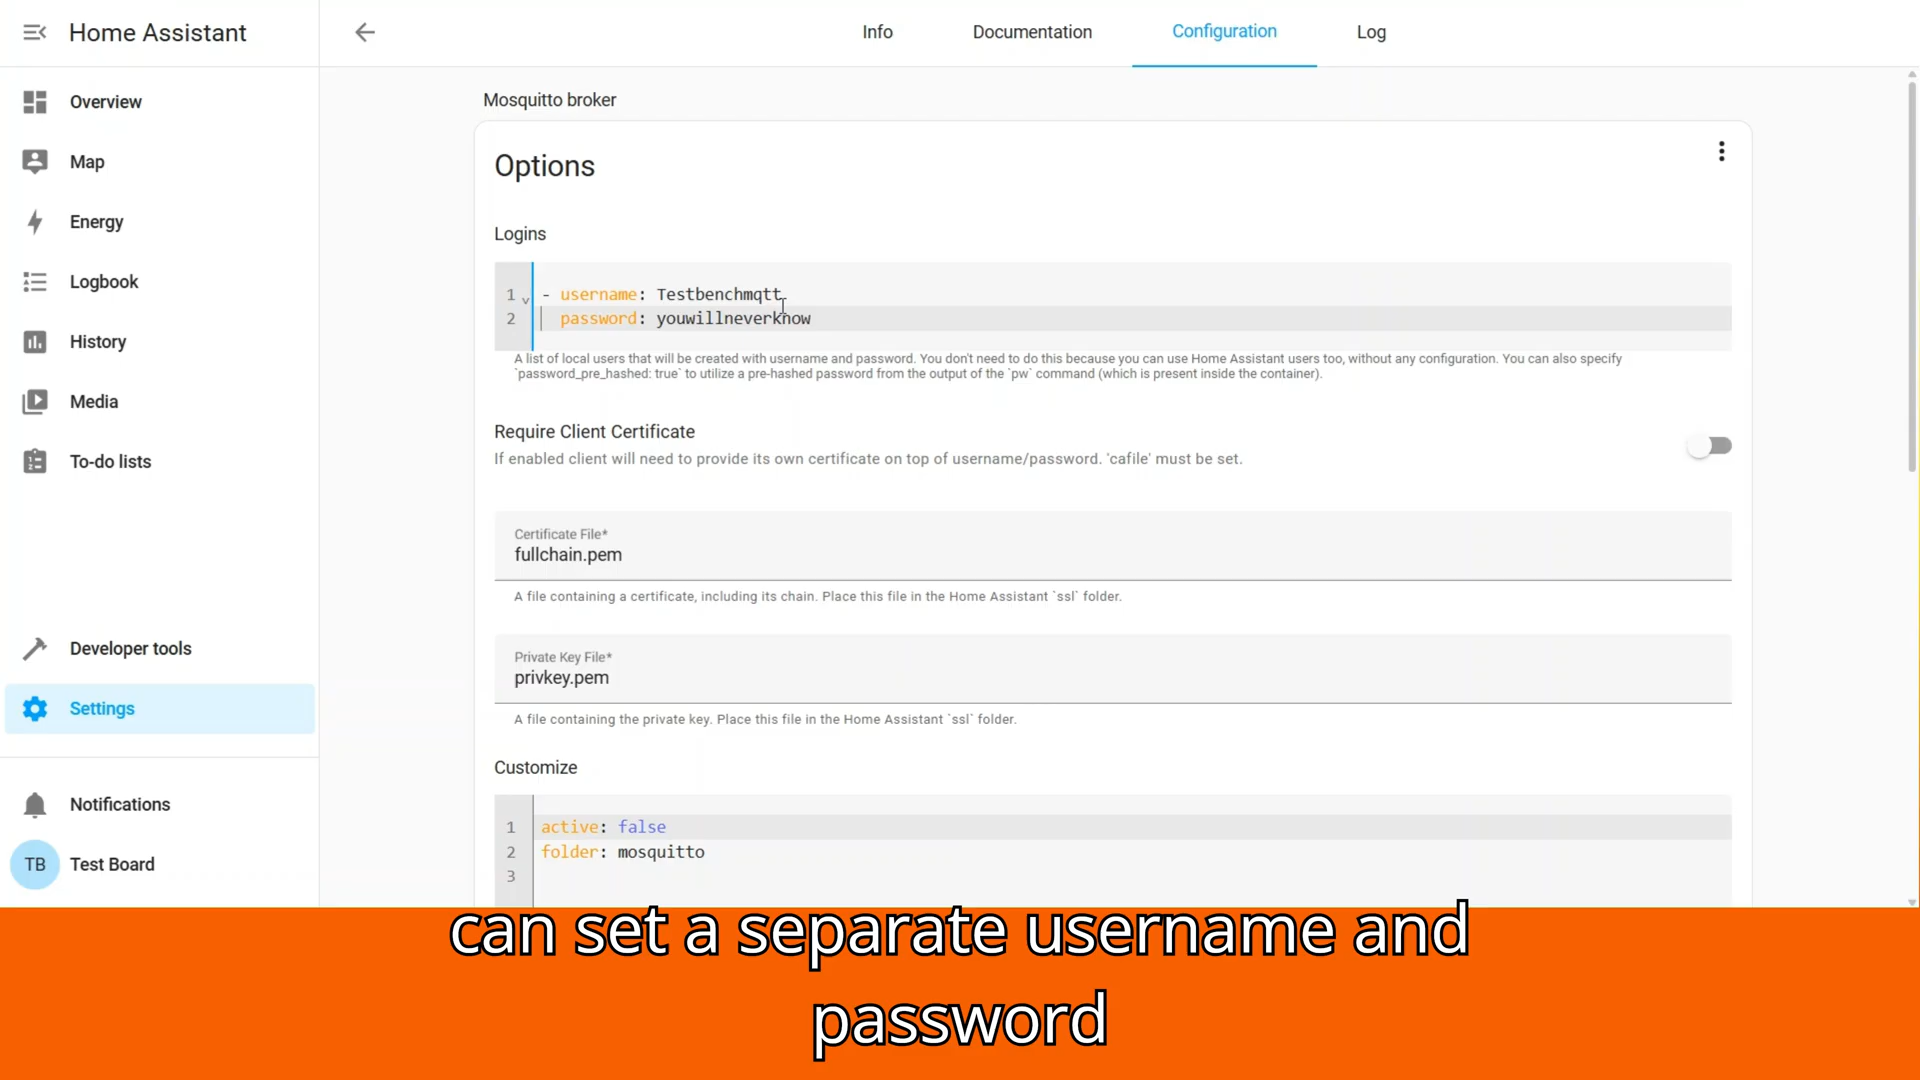 Home Assistant
Info
Documentation
Configuration
Log
Overview
Map
Energy
Logbook
History
Media
To-do lists
Developer tools
Settings
Notifications
TB
Test Board
Mosquitto broker
Options
Logins
1 - username: Testbenchmqtt
2 password: youwillneverknow
A list of local users that will be created with username and password. You don't need to do this because you can use Home Assistant users too, without any configuration. You can also specify
`password_pre_hashed: true` to utilize a pre-hashed password from the output of the `pw` command (which is present inside the container).
Require Client Certificate
If enabled client will need to provide its own certificate on top of username/password. 'cafile' must be set.
Certificate File*
fullchain.pem
A file containing a certificate, including its chain. Place this file in the Home Assistant `ssl` folder.
Private Key File*
privkey.pem
A file containing the private key. Place this file in the Home Assistant `ssl` folder.
Customize
1 active: false
2 folder: mosquitto
3
can set a separate username and
password